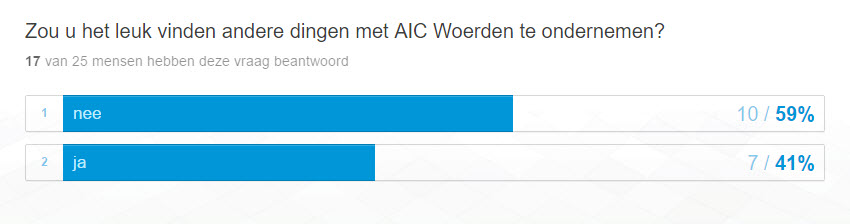 Zou u het leuk vinden andere dingen met AIC Woerden te ondernemen?
17 van 25 mensen hebben deze vraag beantwoord
1 nee 10 / 59%
2 ja 7 / 41%